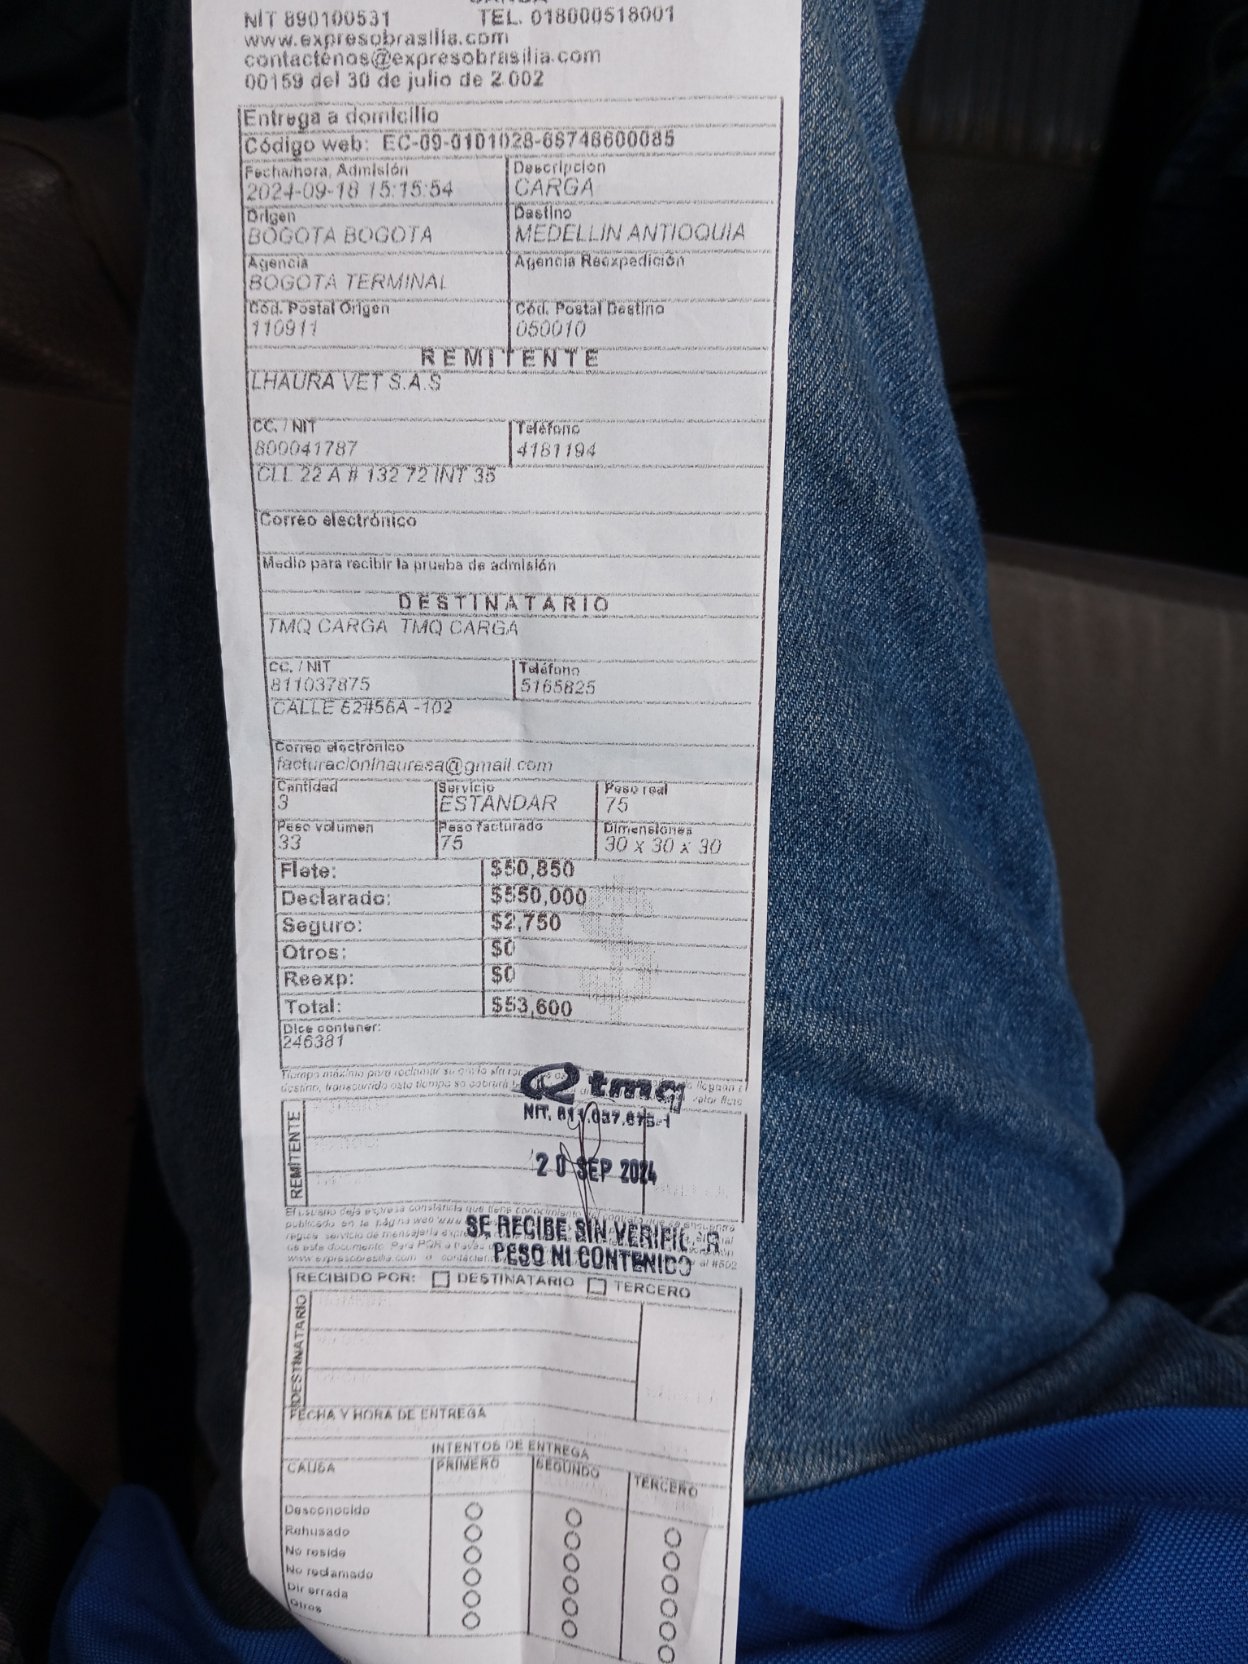 NIT 890100531 TEL. 018000518001
www.expresobrasilia.com
contactenos@expresobrasilia.com
00159 del 30 de julio de 2.002
Entrega a domicilio
Código web: EC-09-0101028-65748600085
Fecha/hora, Admisión Descripcion
2024-09-18 15:15:54 CARGA
Origen Destino
BOGOTA BOGOTA MEDELLIN ANTIOQUIA
Agencia Agencia Reexpedición
BOGOTA TERMINAL
Cód. Postal Origen Cód. Postal Destino
110911 050010
REMITENTE
LHAURA VET S.A.S
CC. / NIT Teléfono
800041787 4181194
CLL 22 A # 132 72 INT 35
Correo electrónico
Medio para recibir la prueba de admisión
DESTINATARIO
TMQ CARGA TMQ CARGA
CC. / NIT Teléfono
811037875 5165825
CALLE 62#56A -102
Correo electrónico
facturacionlhauresa@gmail.com
Cantidad Servicio Peso real
3 ESTANDAR 75
Peso volumen Peso facturado Dimensiones
33 75 30 x 30 x 30
Flete: $50,850
Declarado: $550,000
Seguro: $2,750
Otros: $0
Reexp: $0
Total: $53,600
Dice contener:
246381
tmq
NIT. 811.037.875-1
REMITENTE
20 SEP 2024
SE RECIBE SIN
PESO NI CONTENIDO
RECIBIDO POR: DESTINATARIO TERCERO
DESTINATARIO
FECHA Y HORA DE ENTREGA
INTENTOS DE ENTREGA
CAUSA PRIMERO SEGUNDO TERCERO
Desconocido
Rehusado
No reside
No reclamado
Dir errada
Otros